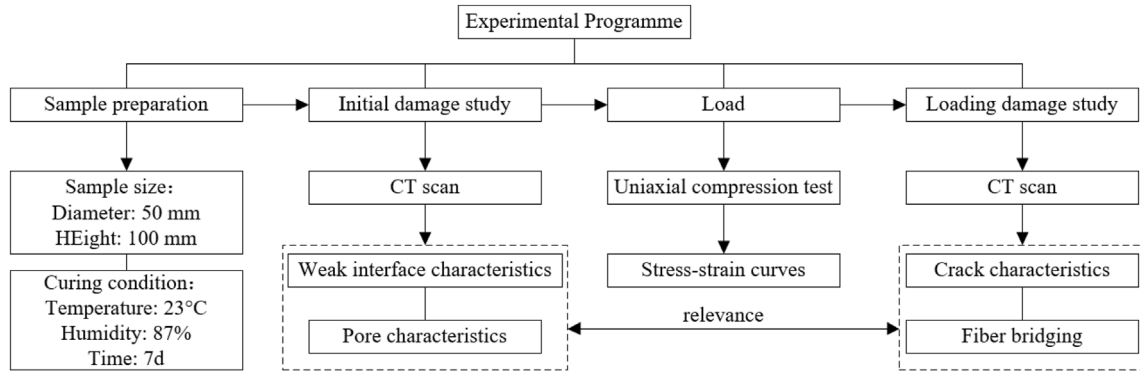 Experimental Programme
Sample preparation
Initial damage study
Load
Loading damage study
Sample size：
Diameter: 50 mm
HEight: 100 mm
CT scan
Uniaxial compression test
CT scan
Curing condition：
Temperature: 23°C
Humidity: 87%
Time: 7d
Weak interface characteristics
Pore characteristics
Stress-strain curves
relevance
Crack characteristics
Fiber bridging